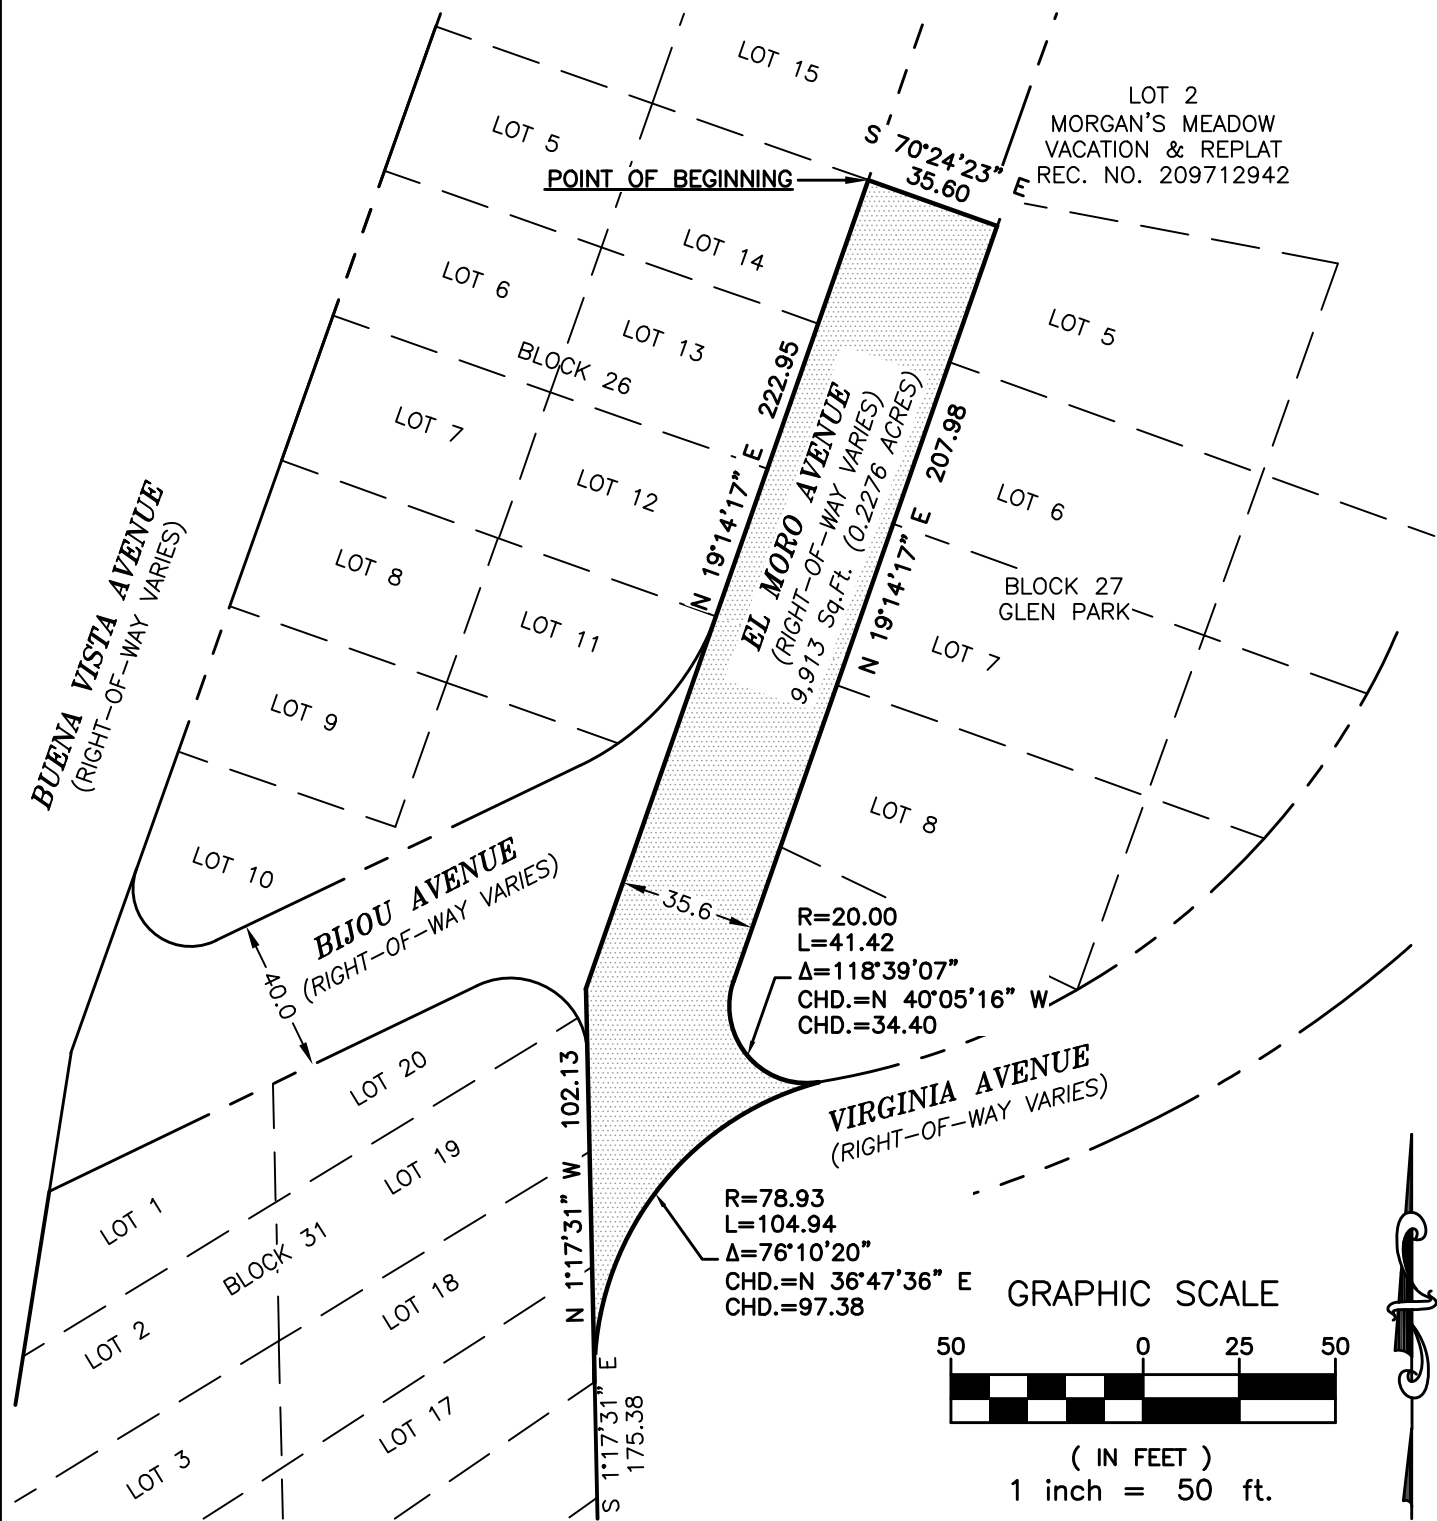 LOT 15
LOT 2
MORGAN'S MEADOW
VACATION & REPLAT
REC. NO. 209712942
LOT 5
S 70°24'23" E
35.60
POINT OF BEGINNING
LOT 14
LOT 6
LOT 13
LOT 5
BLOCK 26
LOT 7
LOT 12
N 19°14'17" E 222.95
EL MORO AVENUE
(RIGHT-OF-WAY VARIES)
9,913 Sq.Ft. (0.2276 ACRES)
N 19°14'17" E 207.98
LOT 6
BLOCK 27
GLEN PARK
LOT 8
LOT 11
LOT 7
BUENA VISTA AVENUE
(RIGHT-OF-WAY VARIES)
LOT 9
LOT 8
LOT 10
BIJOU AVENUE
(RIGHT-OF-WAY VARIES)
40.0
35.6
R=20.00
L=41.42
Δ=118°39'07"
CHD.=N 40°05'16" W
CHD.=34.40
LOT 20
N 1°17'31" W 102.13
VIRGINIA AVENUE
(RIGHT-OF-WAY VARIES)
LOT 19
LOT 1
BLOCK 31
R=78.93
L=104.94
Δ=76°10'20"
CHD.=N 36°47'36" E
CHD.=97.38
LOT 18
LOT 2
LOT 17
LOT 3
S 1°17'31" E
175.38
GRAPHIC SCALE
50 0 25 50
( IN FEET )
1 inch = 50 ft.